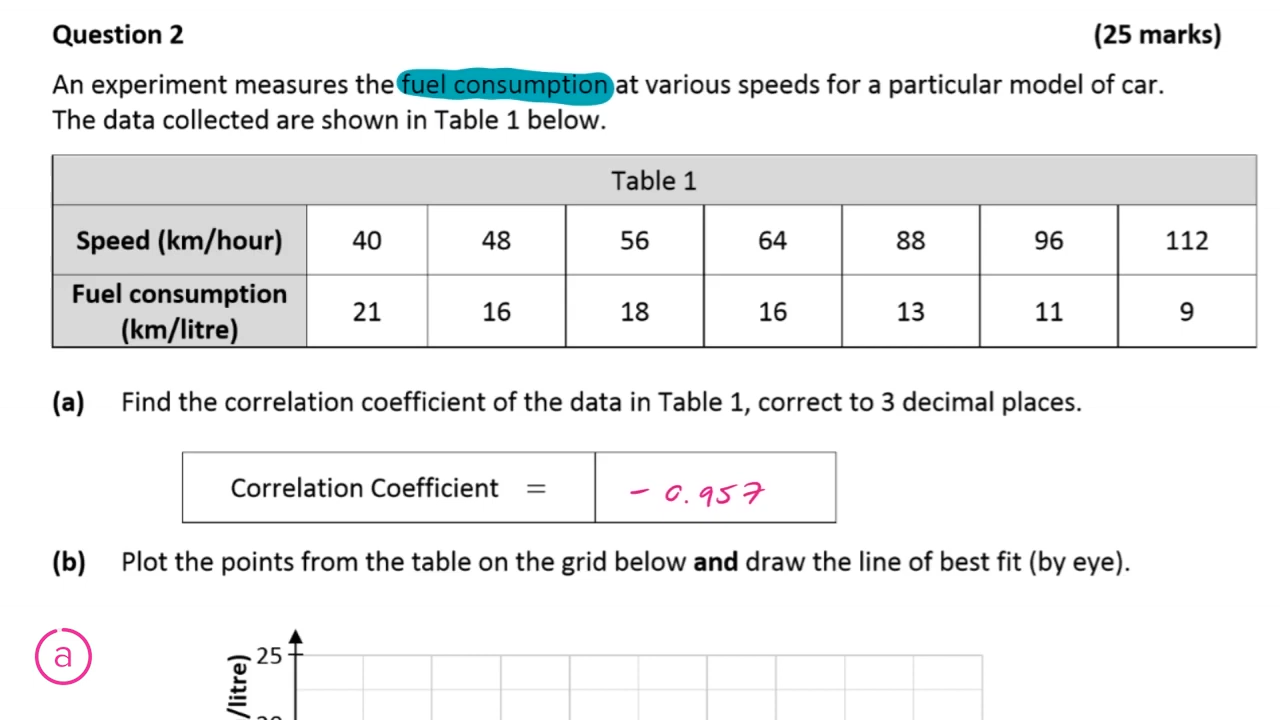 Question 2 (25 marks)
An experiment measures the fuel consumption at various speeds for a particular model of car.
The data collected are shown in Table 1 below.
Table 1
Speed (km/hour) 40 48 56 64 88 96 112
Fuel consumption
(km/litre) 21 16 18 16 13 11 9
(a) Find the correlation coefficient of the data in Table 1, correct to 3 decimal places.
Correlation Coefficient = - 0.957
(b) Plot the points from the table on the grid below and draw the line of best fit (by eye).
a
25
/litre)